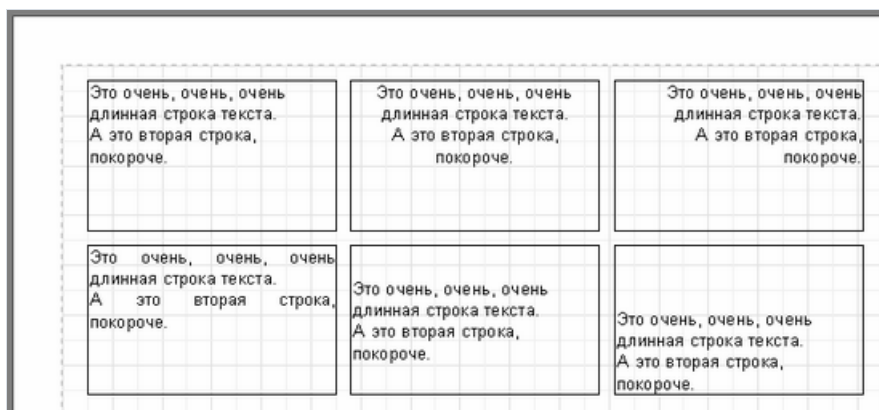 Это очень, очень, очень
длинная строка текста.
А это вторая строка,
покороче.
Это очень, очень, очень
длинная строка текста.
А это вторая строка,
покороче.
Это очень, очень, очень
длинная строка текста.
А это вторая строка,
покороче.
Это очень, очень, очень
длинная строка текста.
А это вторая строка,
покороче.
Это очень, очень, очень
длинная строка текста.
А это вторая строка,
покороче.
Это очень, очень, очень
длинная строка текста.
А это вторая строка,
покороче.